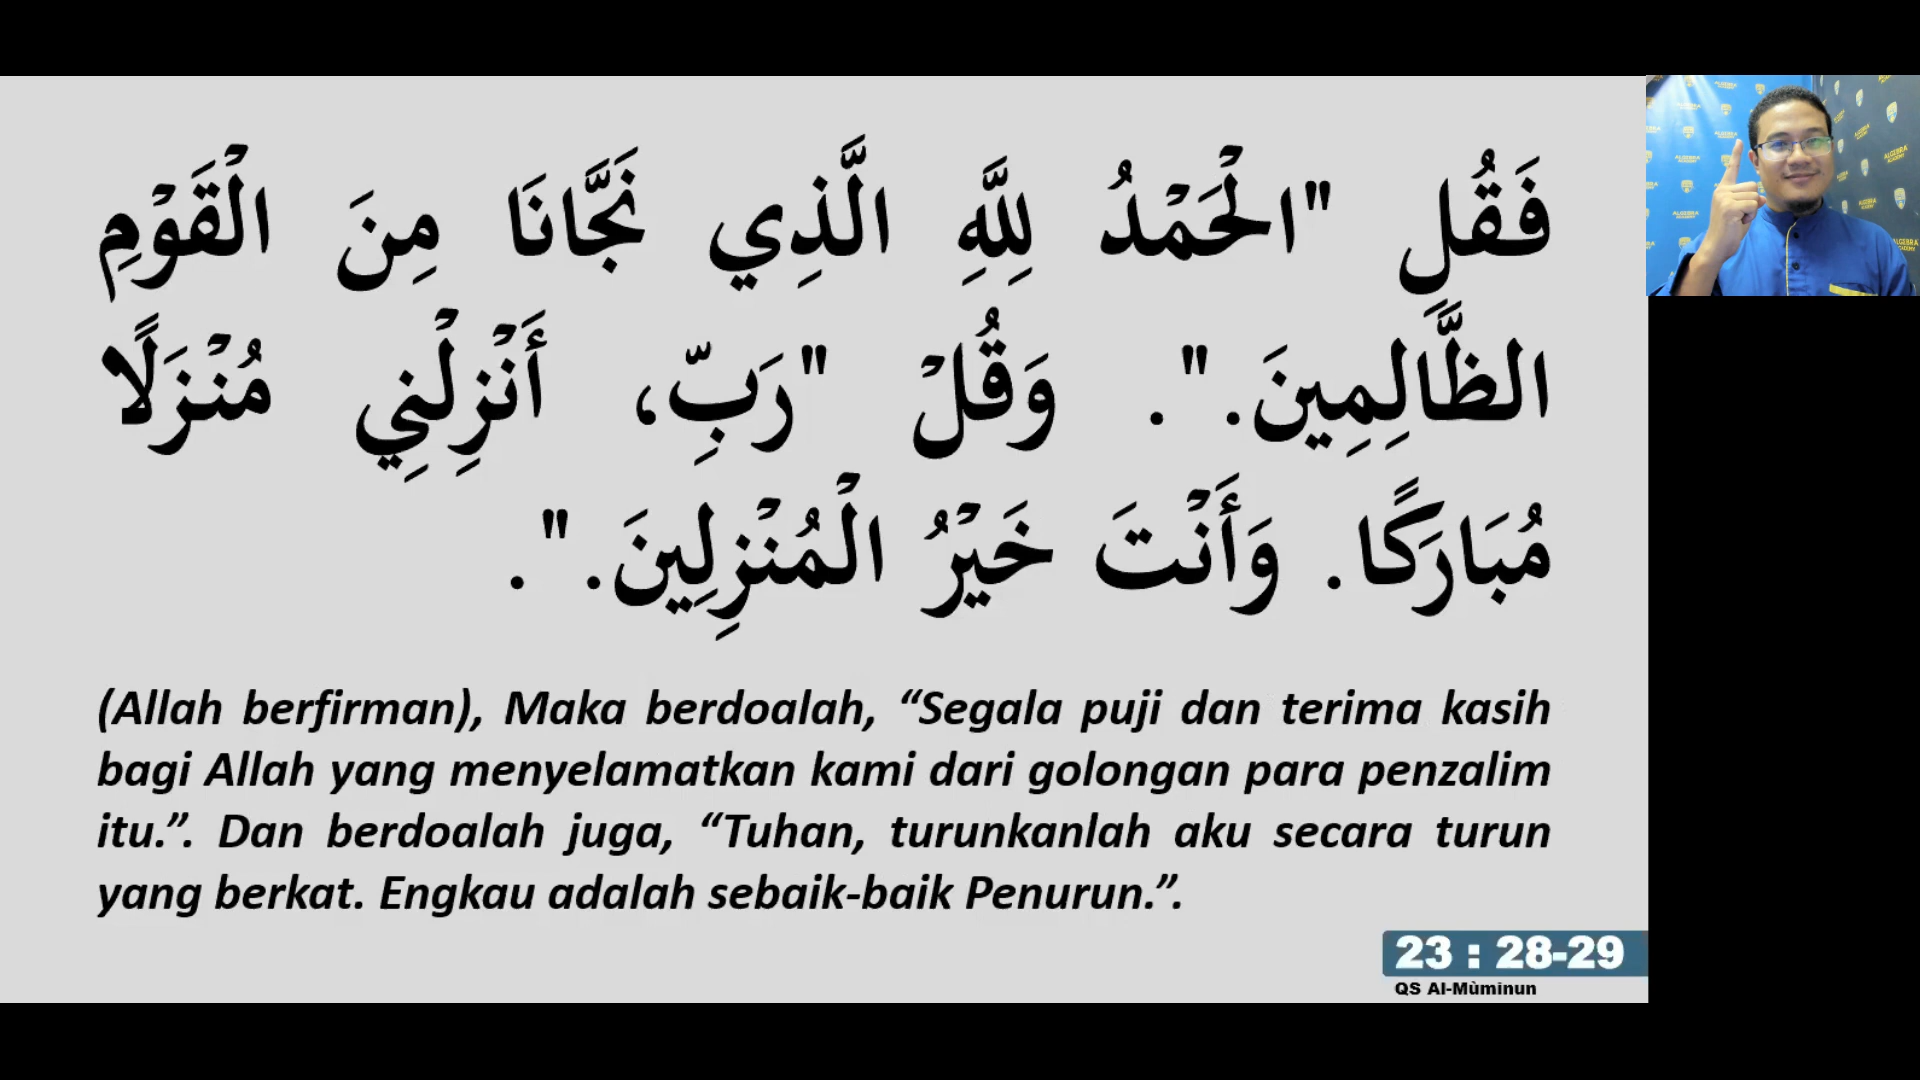 فَقُلِ "الْحَمْدُ لِلَّهِ الَّذِي نَجَّانَا مِنَ الْقَوْمِ
الظَّالِمِينَ.". وَقُلْ "رَبِّ، أَنْزِلْنِي مُنْزَلًا
مُبَارَكًا. وَأَنْتَ خَيْرُ الْمُنْزِلِينَ.".
(Allah berfirman), Maka berdoalah, “Segala puji dan terima kasih
bagi Allah yang menyelamatkan kami dari golongan para penzalim
itu.”. Dan berdoalah juga, “Tuhan, turunkanlah aku secara turun
yang berkat. Engkau adalah sebaik-baik Penurun.”.
23 : 28-29
QS Al-Mùminun
ALGEBRA
ACADEMY